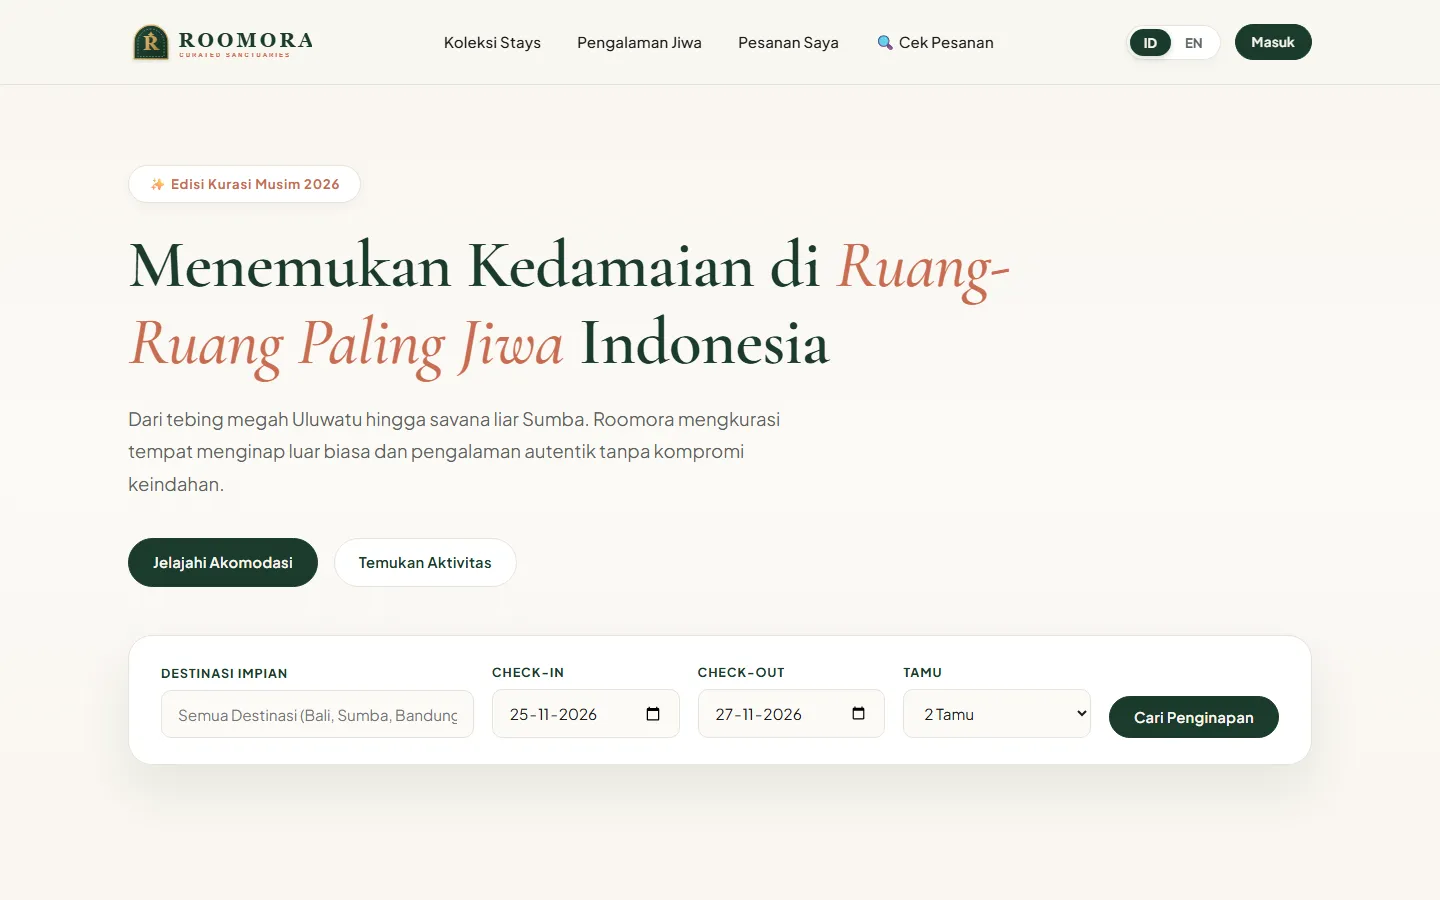 ROOMORA
CURATED SANCTUARIES
Koleksi Stays
Pengalaman Jiwa
Pesanan Saya
Cek Pesanan
ID
EN
Masuk
Edisi Kurasi Musim 2026
Menemukan Kedamaian di Ruang-
Ruang Paling Jiwa Indonesia
Dari tebing megah Uluwatu hingga savana liar Sumba. Roomora mengkurasi
tempat menginap luar biasa dan pengalaman autentik tanpa kompromi
keindahan.
Jelajahi Akomodasi
Temukan Aktivitas
DESTINASI IMPIAN
CHECK-IN
CHECK-OUT
TAMU
Semua Destinasi (Bali, Sumba, Bandung
25-11-2026
27-11-2026
2 Tamu
Cari Penginapan